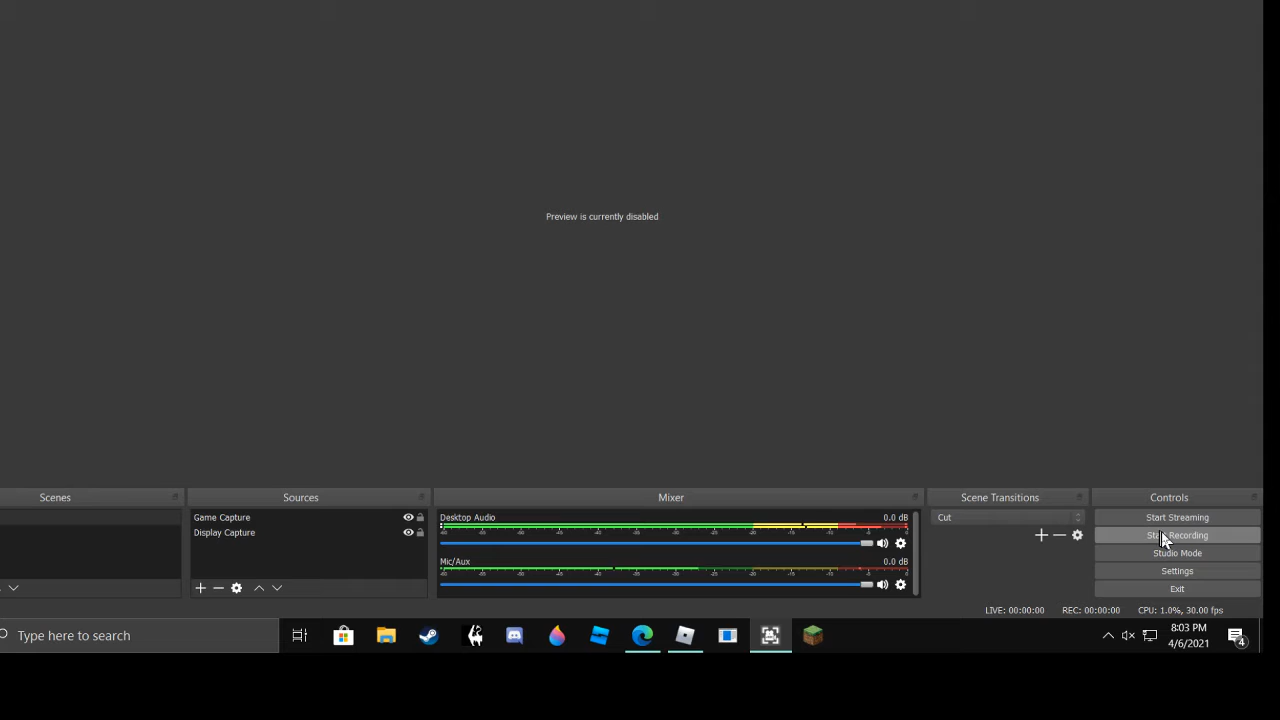 Preview is currently disabled
Scenes
Sources
Mixer
Scene Transitions
Controls
Game Capture
Display Capture
Desktop Audio
0.0 dB
Mic/Aux
0.0 dB
Cut
Start Streaming
Recording
Studio Mode
Settings
Exit
LIVE: 00:00:00
REC: 00:00:00
CPU: 1.0%, 30.00 fps
Type here to search
8:03 PM
4/6/2021
4